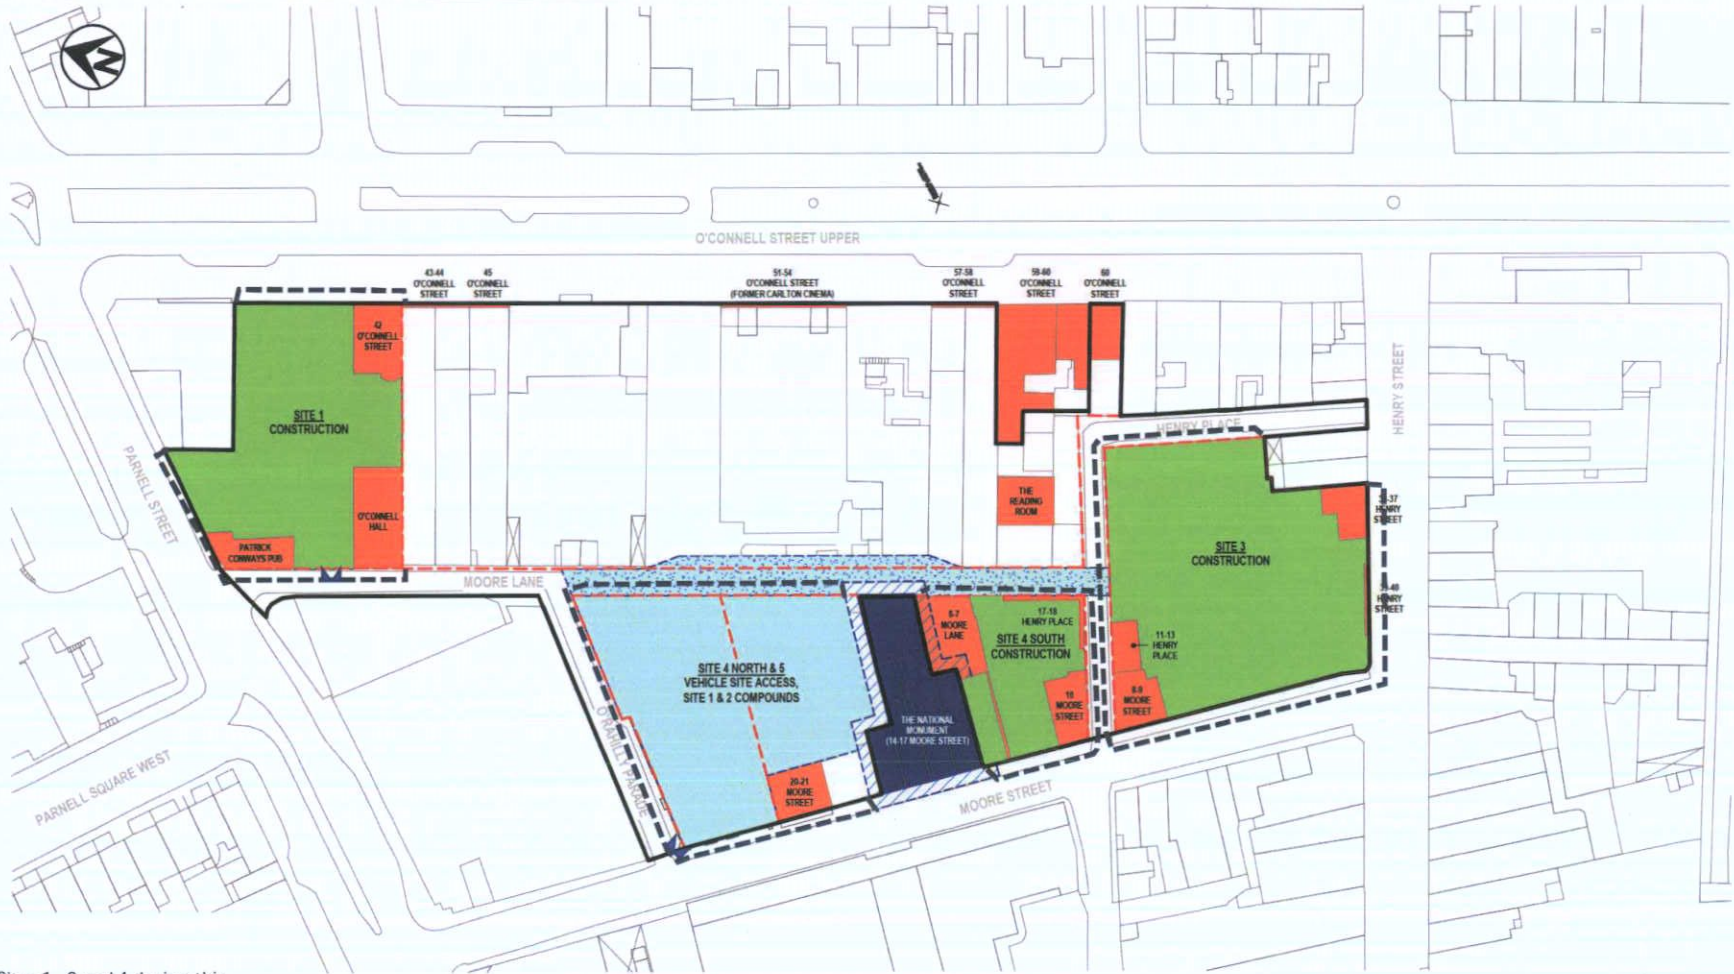 N
O'CONNELL STREET UPPER
43-44
O'CONNELL
STREET
45
O'CONNELL
STREET
51-54
O'CONNELL STREET
(FORMER CARLTON CINEMA)
57-58
O'CONNELL
STREET
59-60
O'CONNELL
STREET
60
O'CONNELL
STREET
42
O'CONNELL
STREET
SITE 1
CONSTRUCTION
HENRY STREET
HENRY PLACE
PARNELL STREET
O'CONNELL
HALL
PATRICK
CONWAYS PUB
THE
READING
ROOM
HENRY
STREET
SITE 3
CONSTRUCTION
MOORE LANE
HENRY
STREET
6-7
MOORE
LANE
17-18
HENRY PLACE
SITE 4 SOUTH
CONSTRUCTION
11-13
HENRY
PLACE
SITE 4 NORTH & 5
VEHICLE SITE ACCESS,
SITE 1 & 2 COMPOUNDS
10
MOORE
STREET
8-9
MOORE
STREET
THE NATIONAL
MONUMENT
(14-17 MOORE STREET)
O'RAHILLY PARADE
20-21
MOORE
STREET
MOORE STREET
PARNELL SQUARE WEST